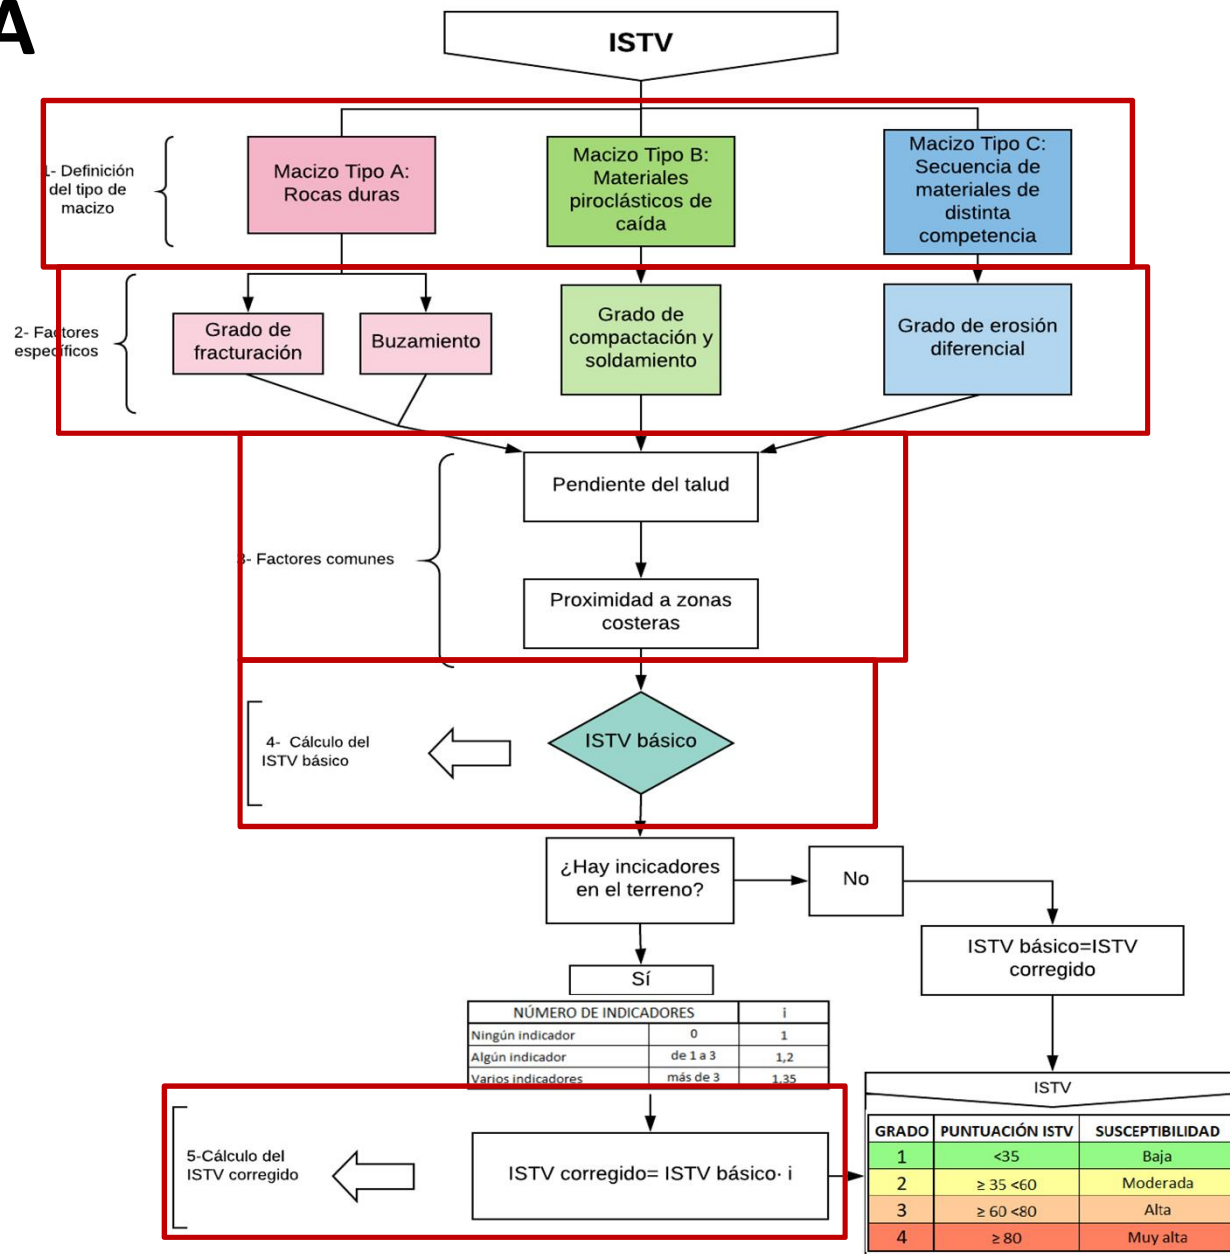 A
ISTV
1- Definición
del tipo de
macizo
Macizo Tipo A:
Rocas duras
Macizo Tipo B:
Materiales
piroclásticos de
caída
Macizo Tipo C:
Secuencia de
materiales de
distinta
competencia
2- Factores
específicos
Grado de
fracturación
Buzamiento
Grado de
compactación y
soldamiento
Grado de erosión
diferencial
3- Factores comunes
Pendiente del talud
Proximidad a zonas
costeras
4- Cálculo del
ISTV básico
ISTV básico
¿Hay incicadores
en el terreno?
No
ISTV básico=ISTV
corregido
Sí
NÚMERO DE INDICADORES i
Ningún indicador 0 1
Algún indicador de 1 a 3 1,2
Varios indicadores más de 3 1,35
5-Cálculo del
ISTV corregido
ISTV corregido= ISTV básico· i
ISTV
GRADO PUNTUACIÓN ISTV SUSCEPTIBILIDAD
1 <35 Baja
2 ≥ 35 <60 Moderada
3 ≥ 60 <80 Alta
4 ≥ 80 Muy alta